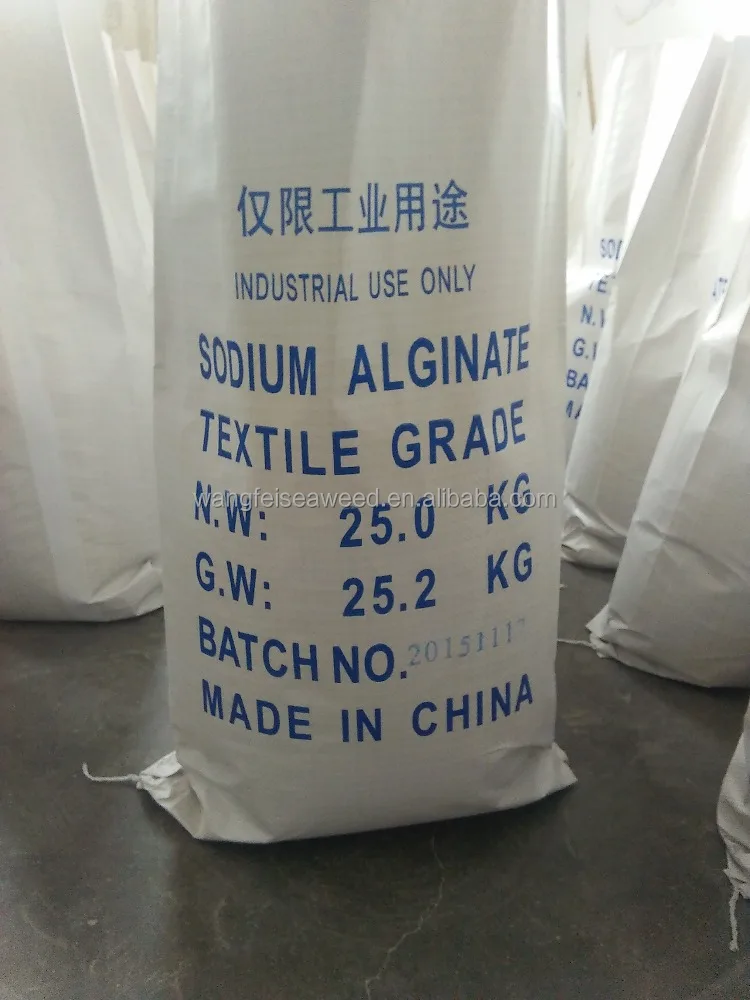 仅限工业用途
INDUSTRIAL USE ONLY
SODIUM ALGINATE
TEXTILE GRADE
wangfeiseaweed.en.alibaba.com
N.W: 25.0 KG
G.W: 25.2 KG
BATCH NO. 20151117
MADE IN CHINA